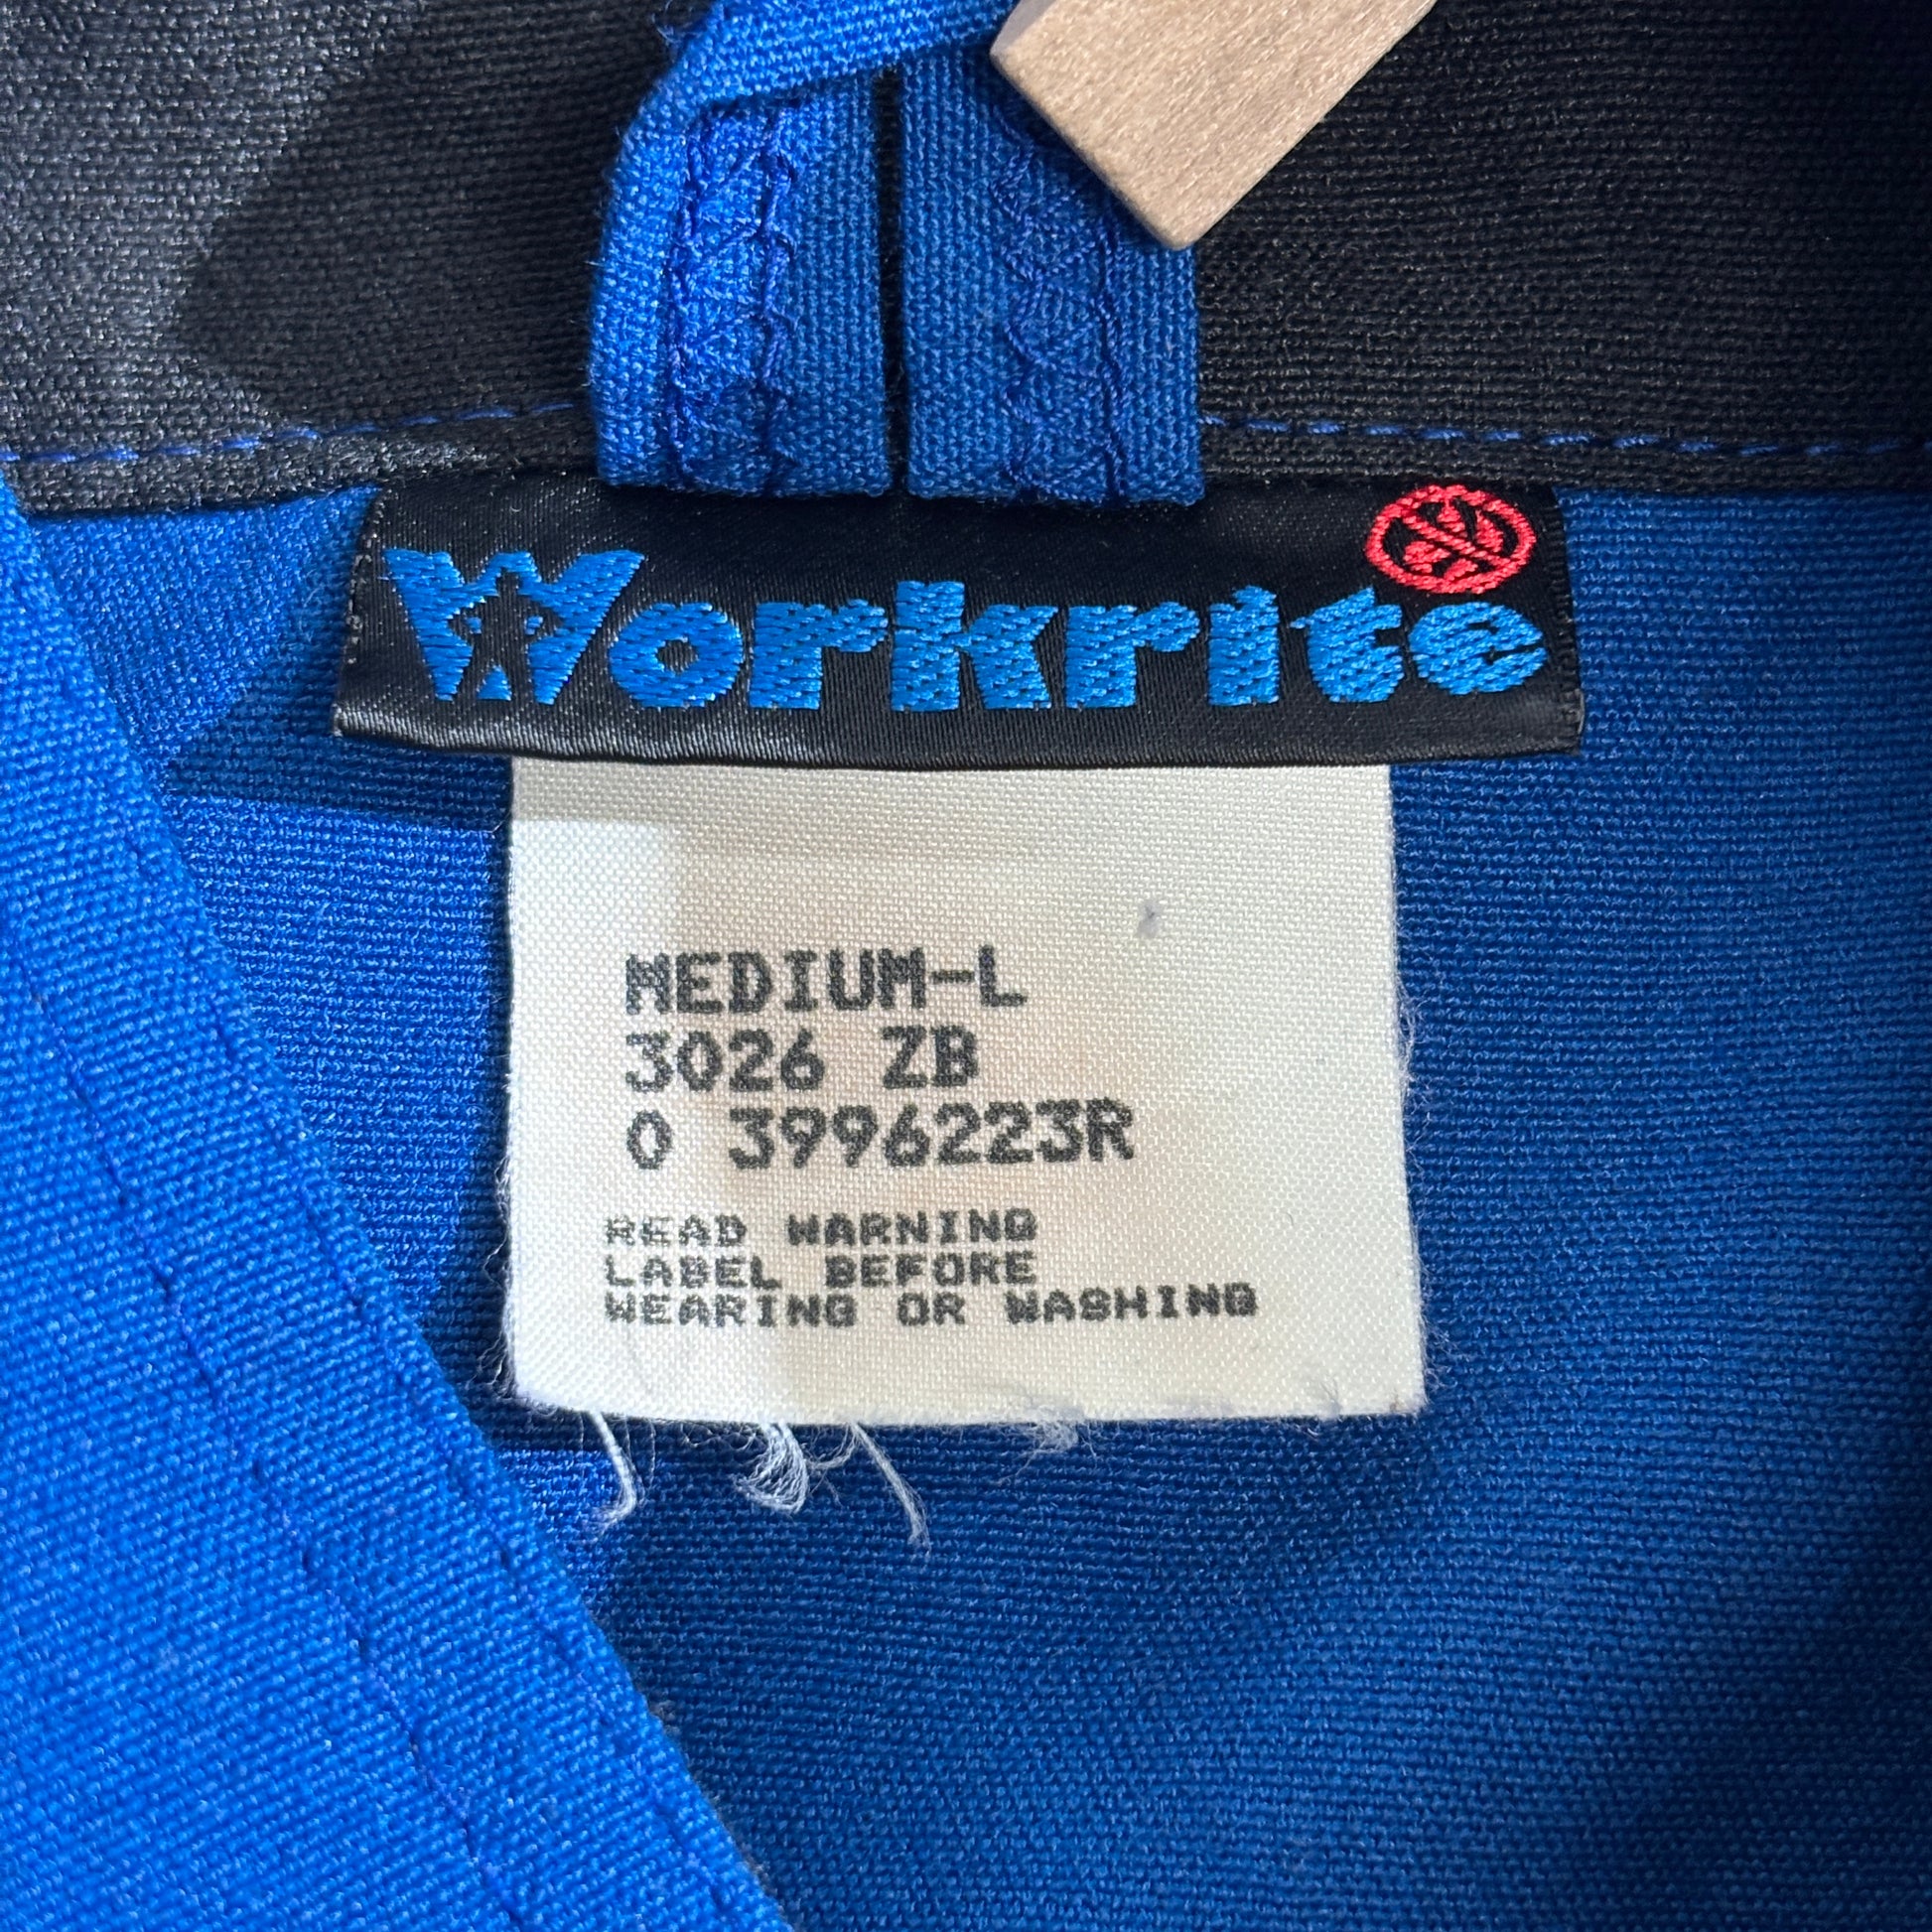 Workrite
MEDIUM-L
3026 ZB
0 3996223R
READ WARNING
LABEL BEFORE
WEARING OR WASHING